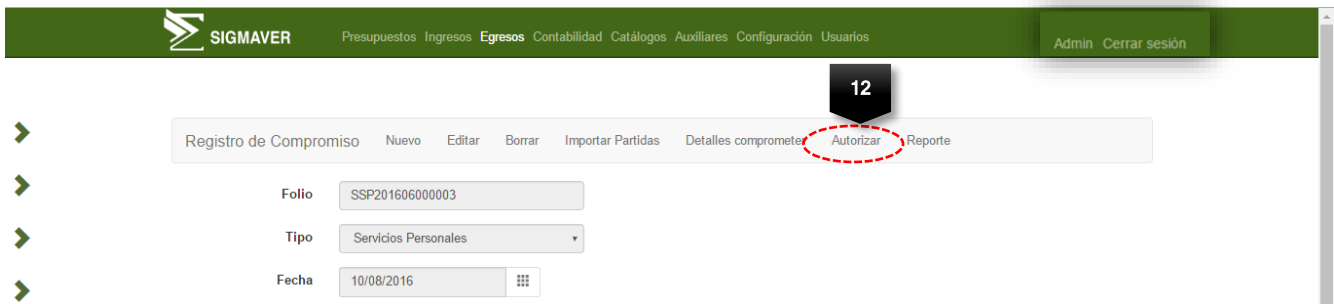 SIGMAVER Presupuestos Ingresos Egresos Contabilidad Catálogos Auxiliares Configuración Usuarios Admin Cerrar sesión
12
Registro de Compromiso Nuevo Editar Borrar Importar Partidas Detalles comprometer Autorizar Reporte
Folio SSP201606000003
Tipo Servicios Personales
Fecha 10/08/2016